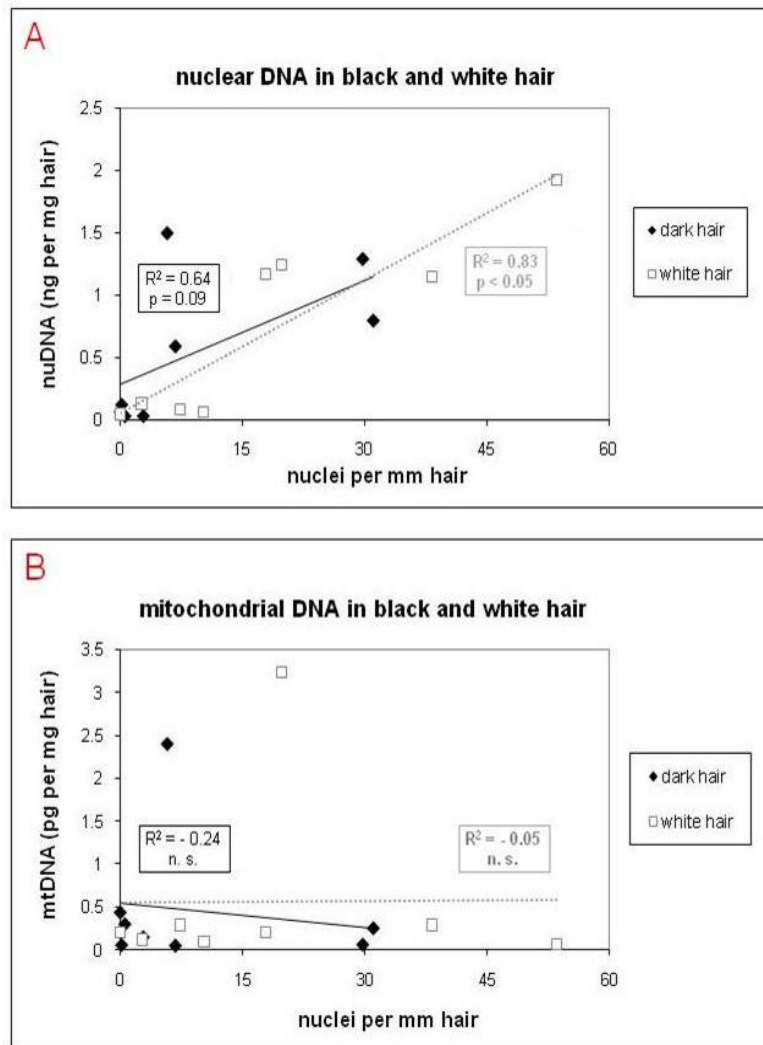 A
nuclear DNA in black and white hair
nuDNA (ng per mg hair)
2.5
2
1.5
1
0.5
0
R² = 0.64
p = 0.09
R² = 0.83
p < 0.05
0
15
30
45
60
nuclei per mm hair
dark hair
white hair
B
mitochondrial DNA in black and white hair
mtDNA (pg per mg hair)
3.5
3
2.5
2
1.5
1
0.5
0
R² = - 0.24
n. s.
R² = - 0.05
n. s.
0
15
30
45
60
nuclei per mm hair
dark hair
white hair